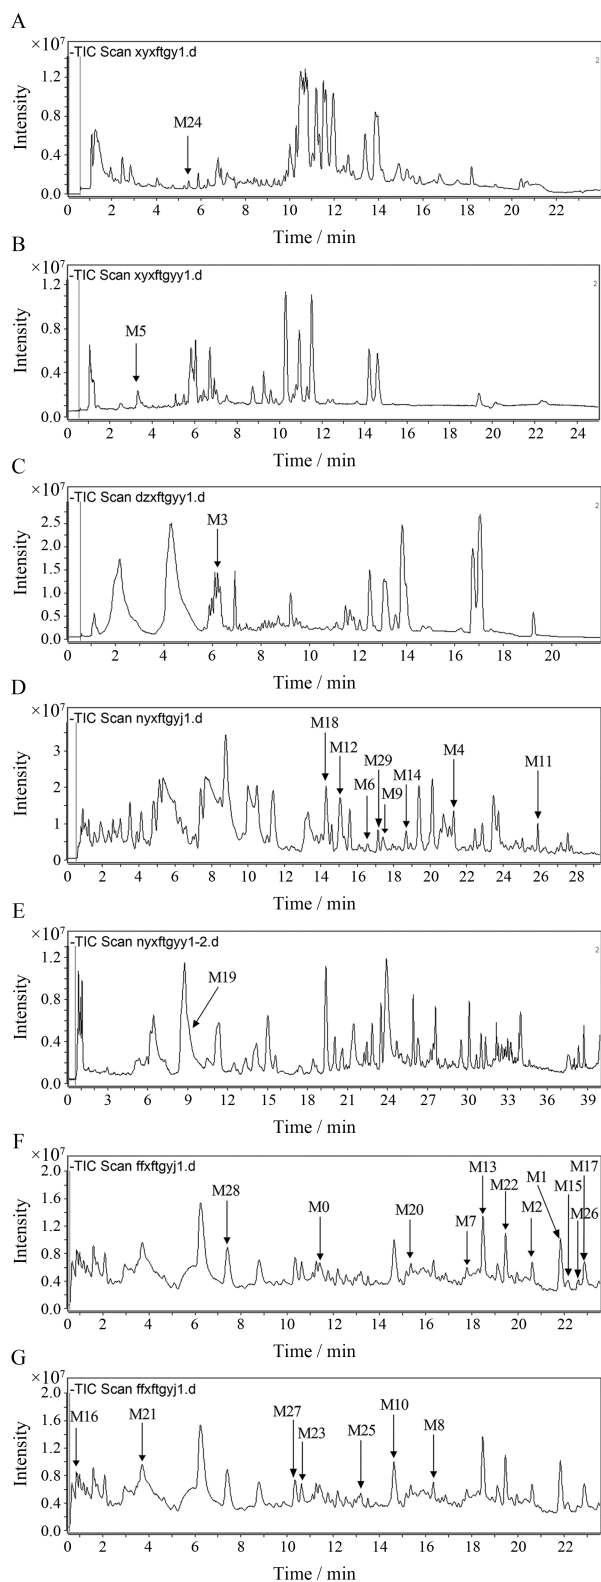 A
×10⁷
-TIC Scan xyxftgy1.d
2
1.2
0.8
0.4
0.0
M24
Intensity
0 2 4 6 8 10 12 14 16 18 20 22
Time / min
B
×10⁷
-TIC Scan xyxftgyy1.d
2
1.2
0.8
0.4
0.0
M5
Intensity
0 2 4 6 8 10 12 14 16 18 20 22 24
Time / min
C
×10⁷
-TIC Scan dzxftgyy1.d
2
2.5
2.0
1.5
1.0
0.5
0.0
M3
Intensity
0 2 4 6 8 10 12 14 16 18 20
Time / min
D
×10⁷
-TIC Scan nyxftgyj1.d
3
2
1
0
M18
M12
M29
M14
M4
M11
M6
M9
Intensity
0 2 4 6 8 10 12 14 16 18 20 22 24 26 28
Time / min
E
×10⁷
-TIC Scan nyxftgyy1-2.d
2
1.2
0.8
0.4
0.0
M19
Intensity
0 3 6 9 12 15 18 21 24 27 30 33 36 39
Time / min
F
×10⁷
-TIC Scan ffxftgyj1.d
2.0
1.6
1.2
0.8
0.4
0.0
M28
M0
M20
M7
M13
M22
M2
M1
M15
M26
M17
Intensity
0 2 4 6 8 10 12 14 16 18 20 22
Time / min
G
×10⁷
-TIC Scan ffxftgyj1.d
2.0
1.6
1.2
0.8
0.4
0.0
M16
M21
M27
M23
M25
M10
M8
Intensity
0 2 4 6 8 10 12 14 16 18 20 22
Time / min